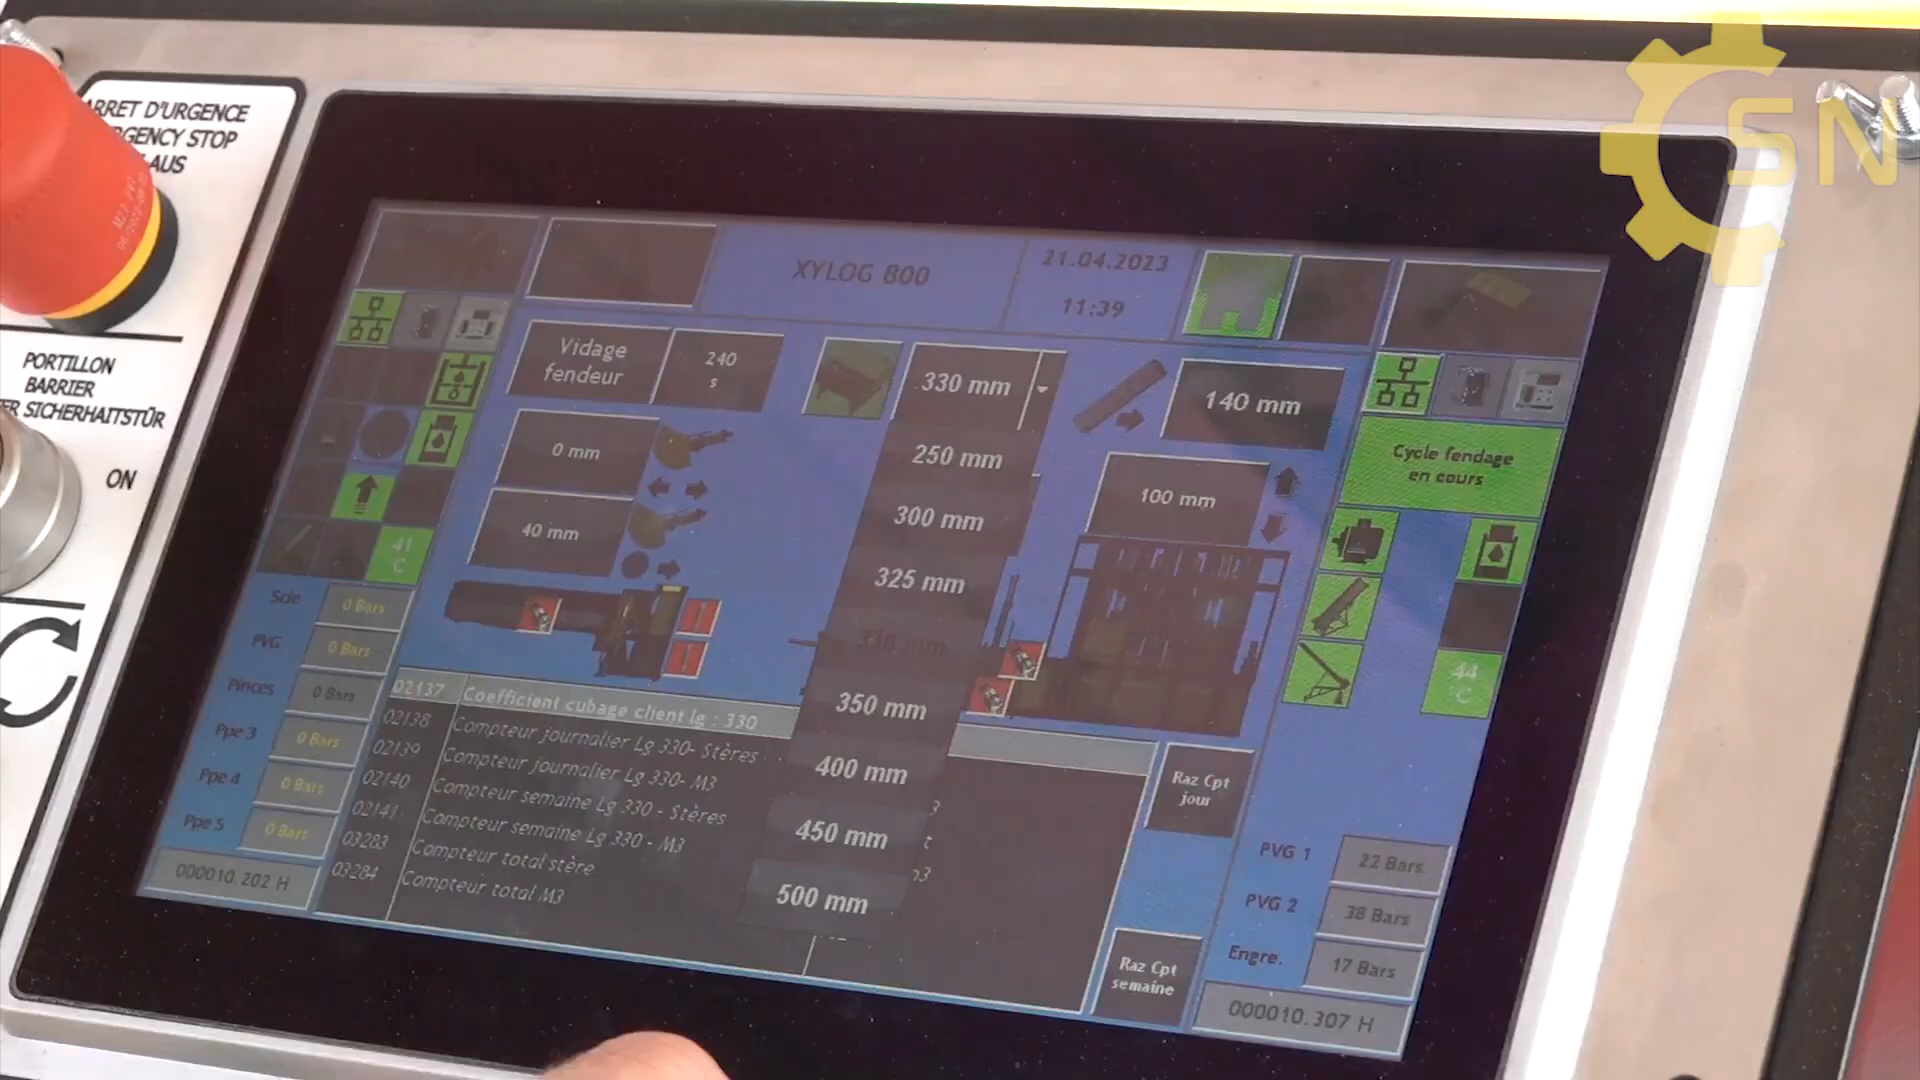 ARRET D'URGENCE
RGENCY STOP
AUS
PORTILLON
BARRIER
ER SICHERHAITSTÜR
ON
SN
XYLOG 800
21.04.2023
11:39
Vidage
fendeur
240
s
330 mm
140 mm
0 mm
250 mm
100 mm
Cycle fendage
en cours
40 mm
300 mm
325 mm
330 mm
350 mm
400 mm
450 mm
500 mm
41
C
44
C
Scie 0 Bars
PVG 0 Bars
Pinces 0 Bars
Ppe 3 0 Bars
Ppe 4 0 Bars
Ppe 5 0 Bars
000010.202 H
02137 Coefficient cubage client lg : 330
02138 Compteur journalier Lg 330- Stères
02139 Compteur journalier Lg 330- M3
02140 Compteur semaine Lg 330 - Stères
02141 Compteur semaine Lg 330 - M3
03283 Compteur total stère
03284 Compteur total M3
Raz Cpt
jour
Raz Cpt
semaine
PVG 1 22 Bars
PVG 2 38 Bars
Engre. 17 Bars
000010.307 H